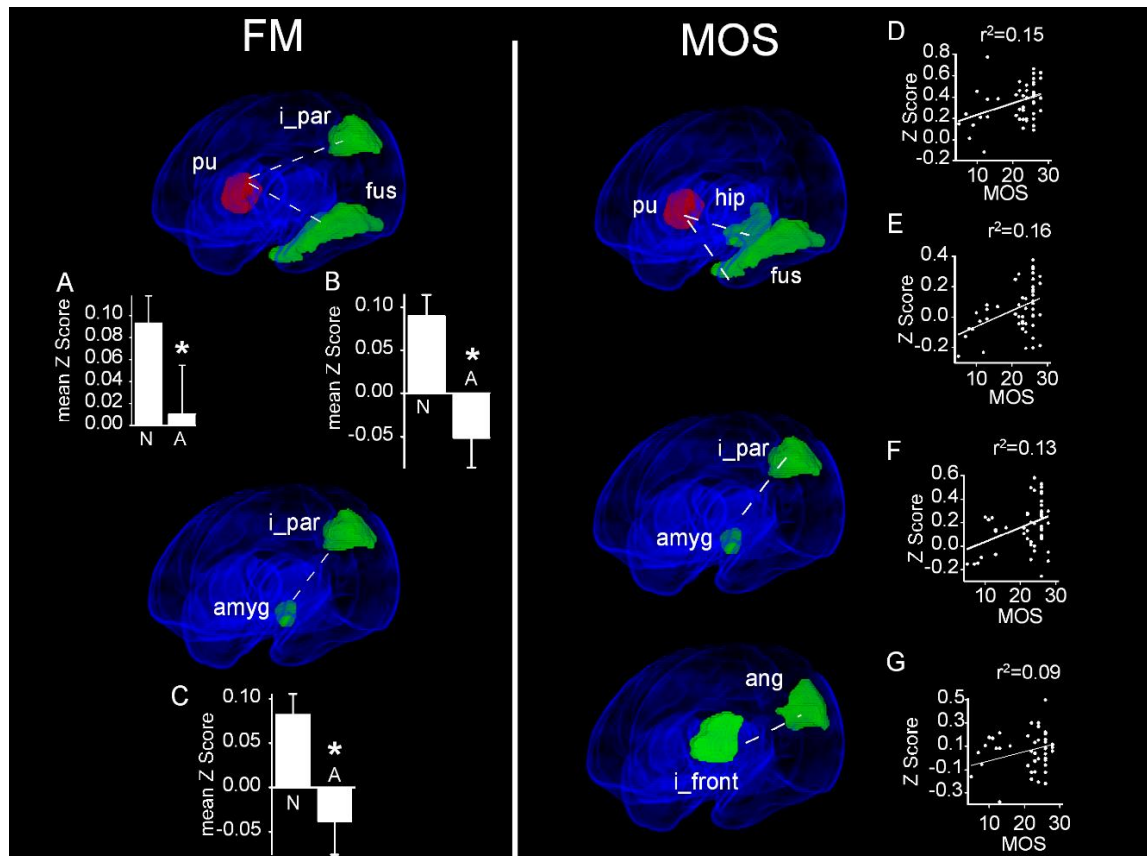 FM
MOS
i_par
pu
fus
A
mean Z Score
0.10
0.08
0.06
0.04
0.02
0.00
*
N
A
B
mean Z Score
0.10
0.05
0.00
-0.05
*
A
N
i_par
amyg
C
mean Z Score
0.10
0.05
0.00
-0.05
*
A
N
pu
hip
fus
i_par
amyg
ang
i_front
D
r²=0.15
Z Score
0.8
0.6
0.4
0.2
0.0
-0.2
10 20 30
MOS
E
r²=0.16
Z Score
0.4
0.2
0.0
-0.2
10 20 30
MOS
F
r²=0.13
Z Score
0.6
0.4
0.2
0.0
-0.2
10 20 30
MOS
G
r²=0.09
Z Score
0.5
0.3
0.1
-0.1
-0.3
10 20 30
MOS